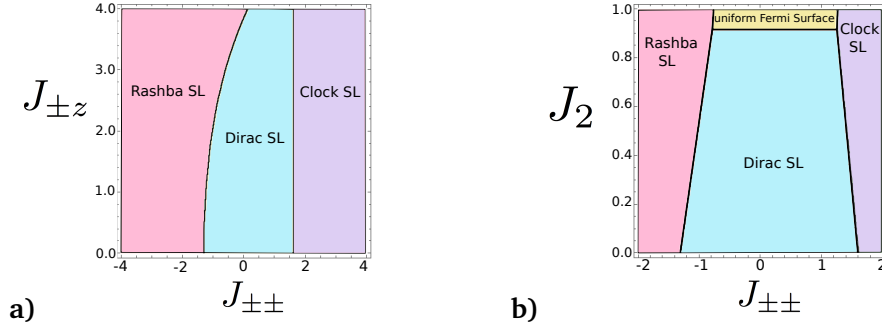 4.0
3.0
2.0
1.0
0.0
-4
-2
0
2
4
J±z
J±±
Rashba SL
Dirac SL
Clock SL
a)
1.0
0.8
0.6
0.4
0.2
0.0
-2
-1
0
1
2
J2
J±±
uniform Fermi Surface
Rashba
SL
Clock
SL
Dirac SL
b)